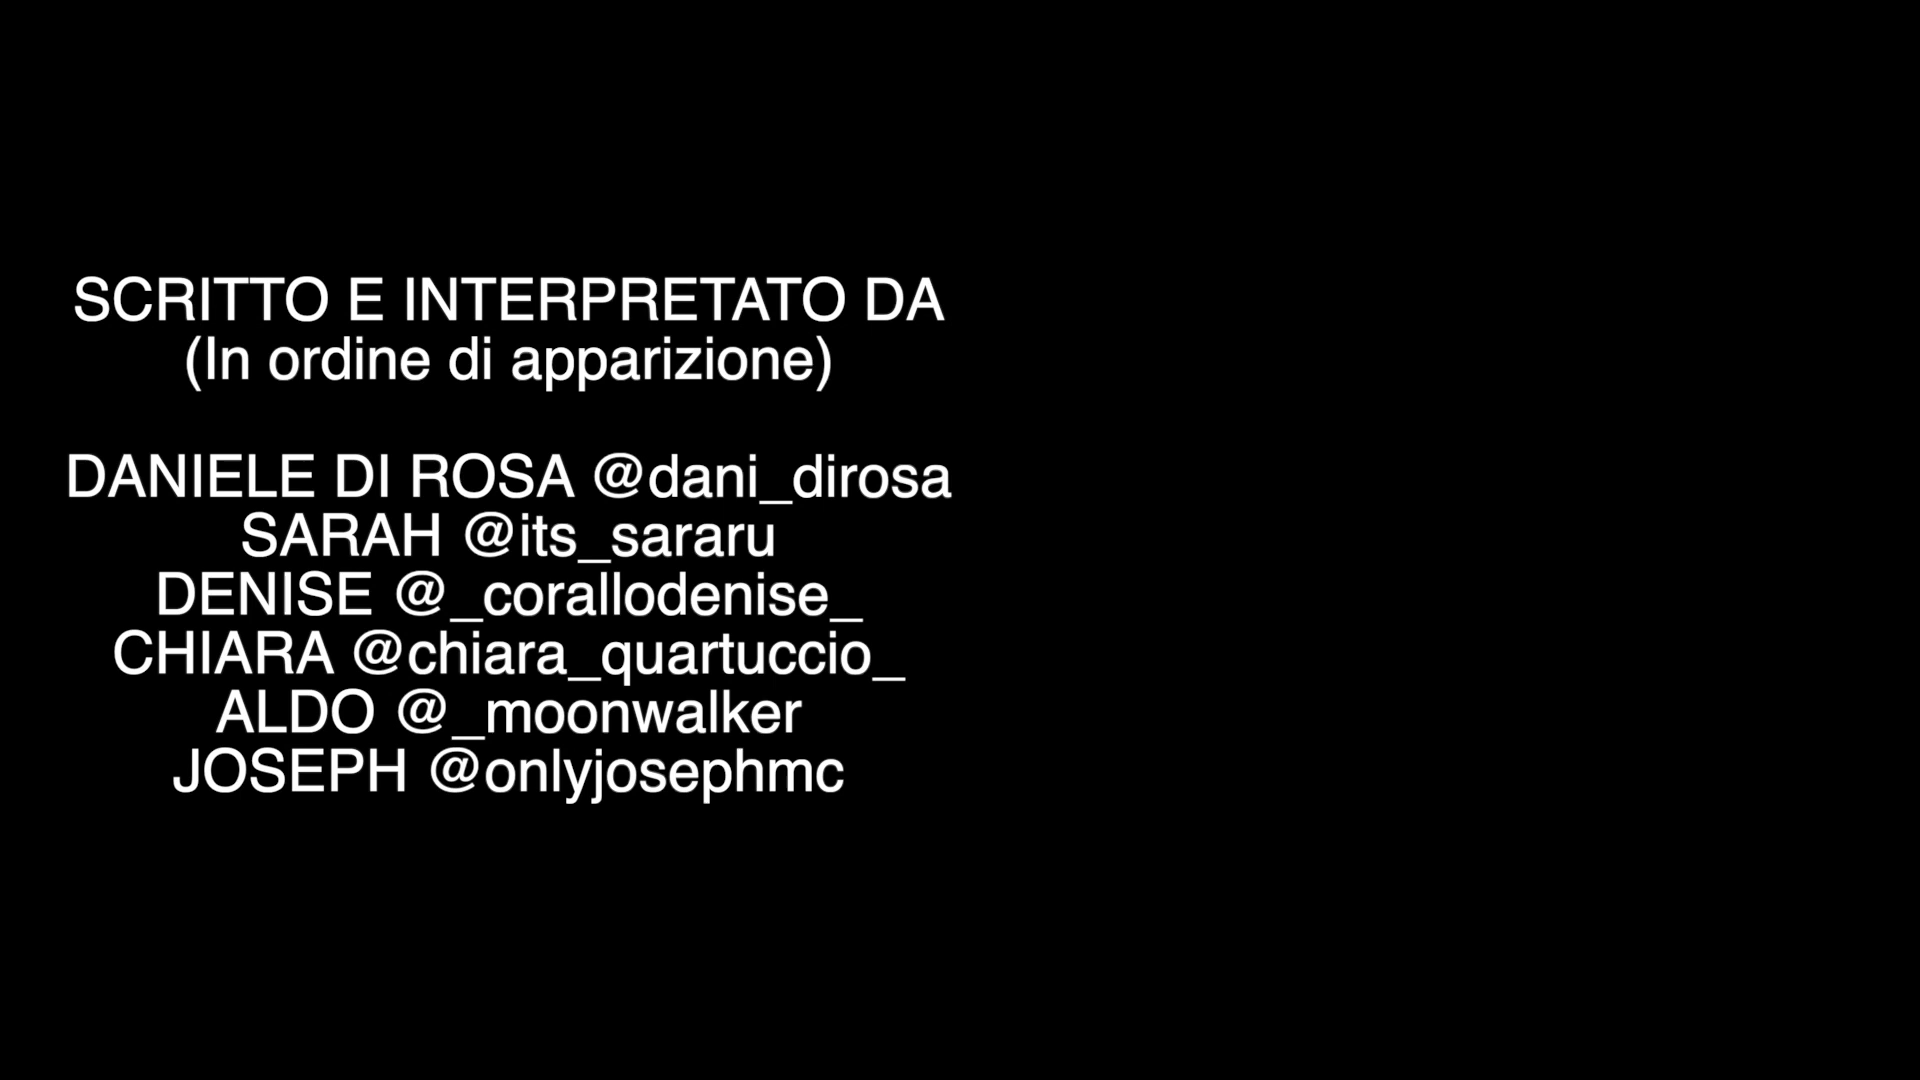 SCRITTO E INTERPRETATO DA
(In ordine di apparizione)
DANIELE DI ROSA @dani_dirosa
SARAH @its_sararu
DENISE @_corallodenise_
CHIARA @chiara_quartuccio_
ALDO @_moonwalker
JOSEPH @onlyjosephmc